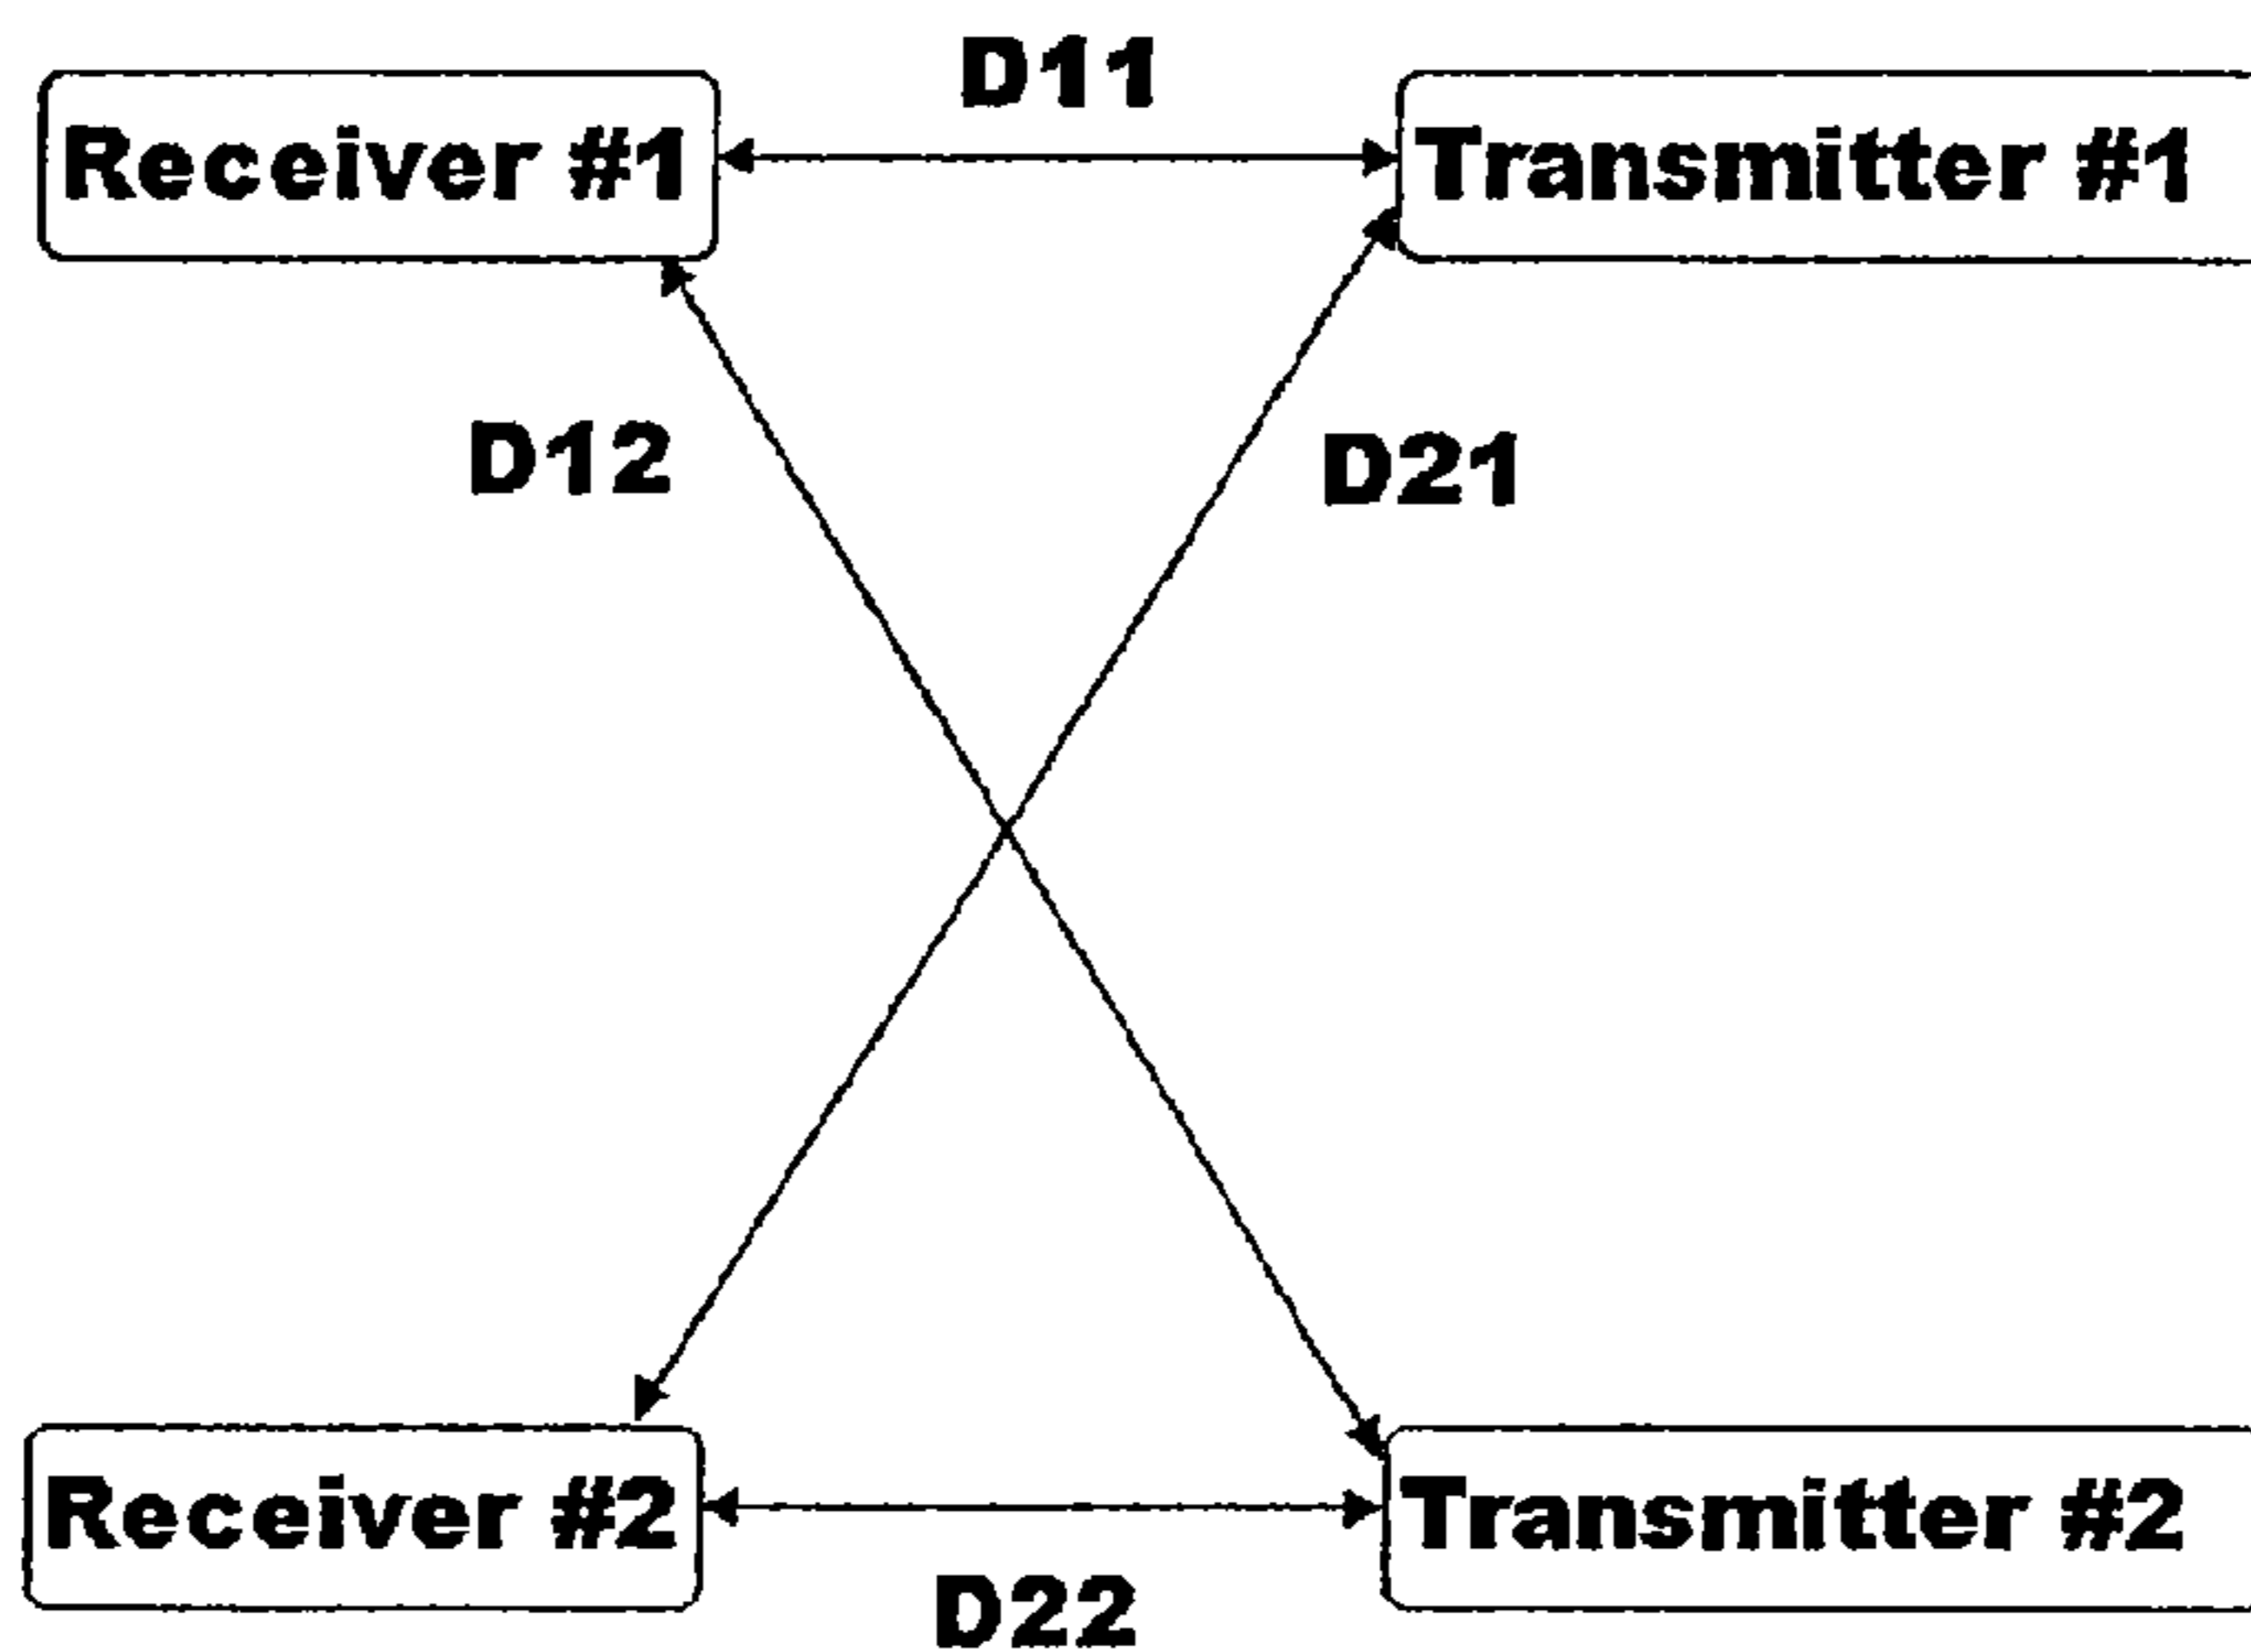 D11
Receiver #1
Transmitter #1
D12
D21
Receiver #2
Transmitter #2
D22